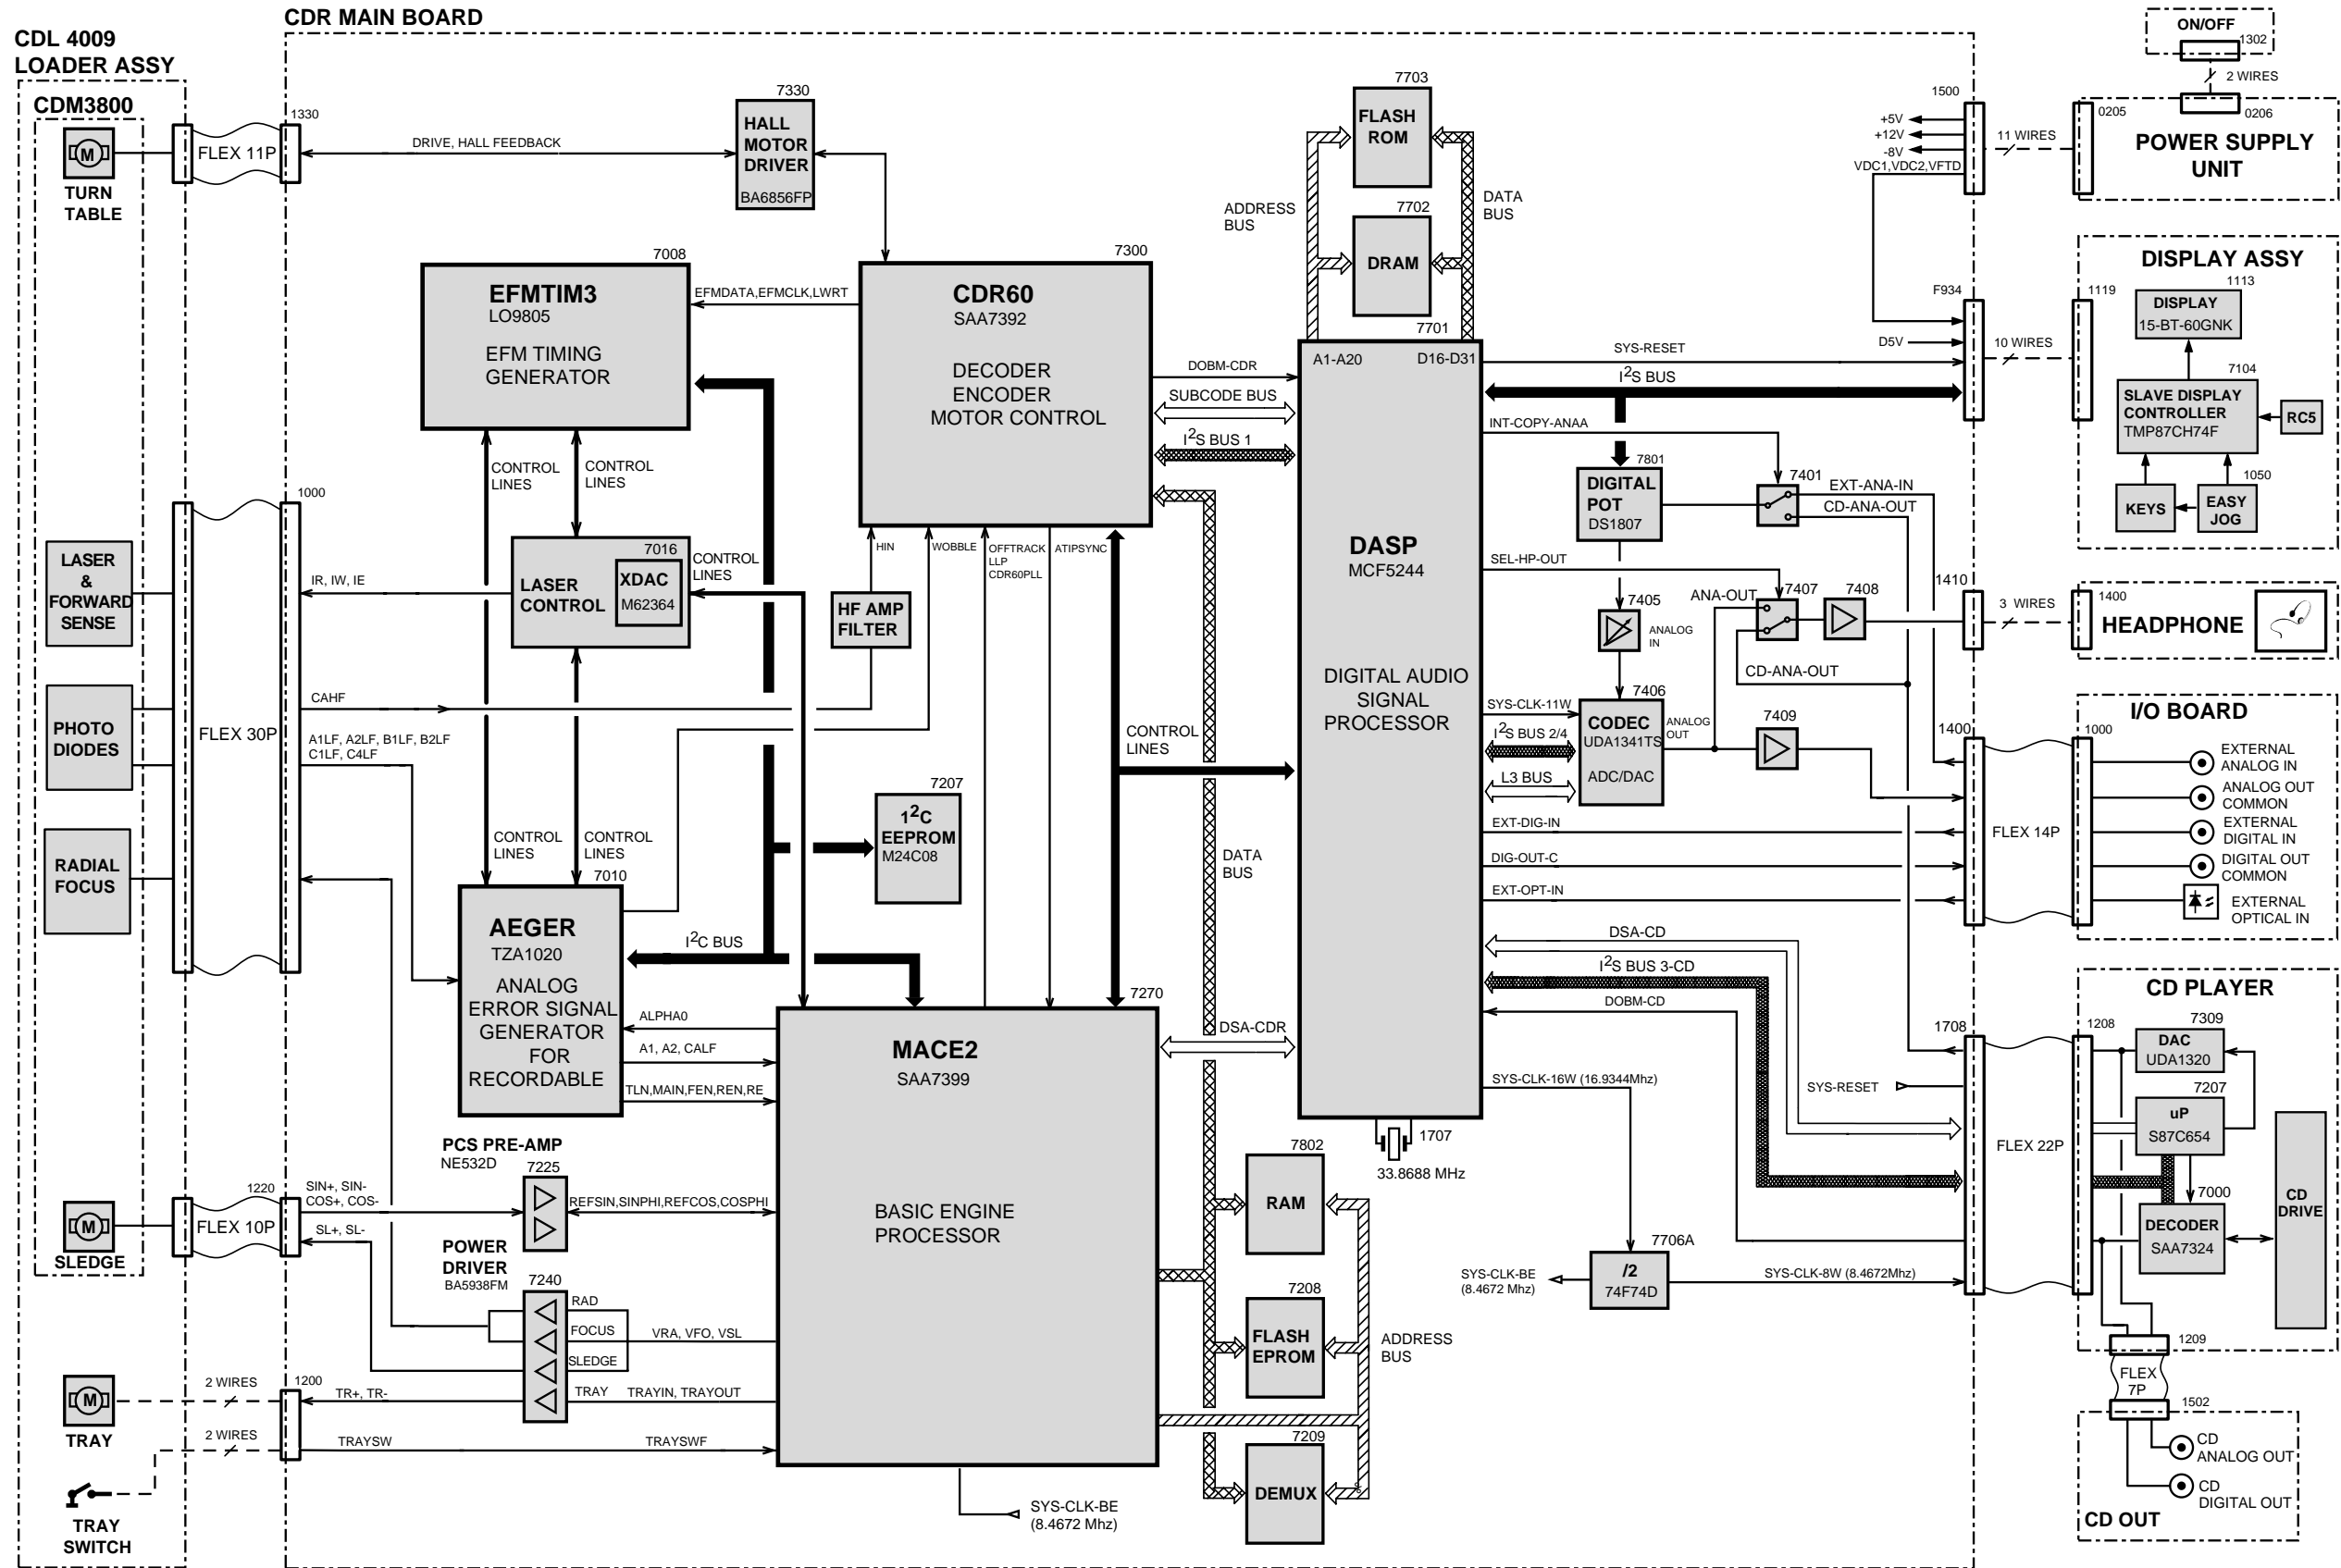 CDR MAIN BOARD
CDL 4009
LOADER ASSY
CDM3800
M
TURN
TABLE
FLEX 11P
1330
DRIVE, HALL FEEDBACK
7330
HALL
MOTOR
DRIVER
BA6856FP
7008
EFMTIM3
LO9805
EFM TIMING
GENERATOR
EFMDATA,EFMCLK,LWRT
7300
CDR60
SAA7392
DECODER
ENCODER
MOTOR CONTROL
7703
FLASH
ROM
7702
DRAM
ADDRESS
BUS
DATA
BUS
7701
A1-A20
D16-D31
DASP
MCF5244
DIGITAL AUDIO
SIGNAL
PROCESSOR
DOBM-CDR
SUBCODE BUS
I2S BUS 1
CONTROL
LINES
CONTROL
LINES
1000
FLEX 30P
LASER
&
FORWARD
SENSE
IR, IW, IE
7016
LASER
CONTROL
XDAC
M62364
CONTROL
LINES
HIN
WOBBLE
OFFTRACK
LLP
CDR60PLL
ATIPSYNC
HF AMP
FILTER
PHOTO
DIODES
CAHF
A1LF, A2LF, B1LF, B2LF
C1LF, C4LF
RADIAL
FOCUS
CONTROL
LINES
CONTROL
LINES
7010
AEGER
TZA1020
ANALOG
ERROR SIGNAL
GENERATOR
FOR
RECORDABLE
I2C BUS
7207
12C
EEPROM
M24C08
CONTROL
LINES
DATA
BUS
ALPHA0
A1, A2, CALF
TLN,MAIN,FEN,REN,RE
7270
MACE2
SAA7399
BASIC ENGINE
PROCESSOR
DSA-CDR
PCS PRE-AMP
NE532D
7225
SIN+, SIN-
COS+, COS-
REFSIN,SINPHI,REFCOS,COSPHI
1220
FLEX 10P
M
SLEDGE
SL+, SL-
POWER
DRIVER
BA5938FM
7240
RAD
FOCUS
SLEDGE
TRAY
VRA, VFO, VSL
TRAYIN, TRAYOUT
M
TRAY
2 WIRES
1200
TR+, TR-
2 WIRES
TRAYSW
TRAYSWF
TRAY
SWITCH
SYS-CLK-BE
(8.4672 Mhz)
7802
RAM
7208
FLASH
EPROM
7209
DEMUX
ADDRESS
BUS
1707
33.8688 MHz
ON/OFF
1302
2 WIRES
0206
1500
+5V
+12V
-8V
VDC1,VDC2,VFTD
11 WIRES
0205
POWER SUPPLY
UNIT
F934
D5V
SYS-RESET
I2S BUS
10 WIRES
1119
DISPLAY ASSY
1113
DISPLAY
15-BT-60GNK
7104
SLAVE DISPLAY
CONTROLLER
TMP87CH74F
RC5
KEYS
1050
EASY
JOG
INT-COPY-ANAA
7801
DIGITAL
POT
DS1807
7401
EXT-ANA-IN
CD-ANA-OUT
SEL-HP-OUT
7405
ANALOG
IN
ANA-OUT
7407
7408
CD-ANA-OUT
1410
3 WIRES
1400
HEADPHONE
7406
CODEC
UDA1341TS
ADC/DAC
ANALOG
OUT
SYS-CLK-11W
I2S BUS 2/4
L3 BUS
7409
EXT-DIG-IN
DIG-OUT-C
EXT-OPT-IN
1400
FLEX 14P
1000
I/O BOARD
EXTERNAL
ANALOG IN
ANALOG OUT
COMMON
EXTERNAL
DIGITAL IN
DIGITAL OUT
COMMON
EXTERNAL
OPTICAL IN
DSA-CD
I2S BUS 3-CD
DOBM-CD
SYS-CLK-16W (16.9344Mhz)
SYS-RESET
1708
FLEX 22P
1208
CD PLAYER
7309
DAC
UDA1320
7207
uP
S87C654
7000
DECODER
SAA7324
CD
DRIVE
7706A
/2
74F74D
SYS-CLK-BE
(8.4672 Mhz)
SYS-CLK-8W (8.4672Mhz)
1209
FLEX
7P
1502
CD
ANALOG OUT
CD
DIGITAL OUT
CD OUT